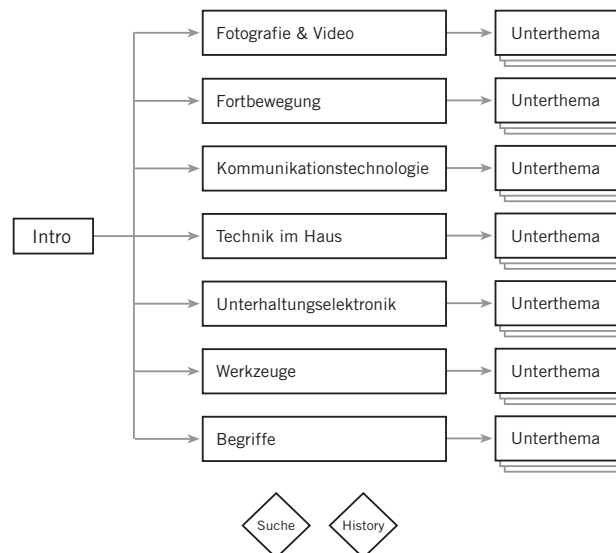 Fotografie & Video
Unterthema
Fortbewegung
Unterthema
Kommunikationstechnologie
Unterthema
Intro
Technik im Haus
Unterthema
Unterhaltungselektronik
Unterthema
Werkzeuge
Unterthema
Begriffe
Unterthema
Suche
History